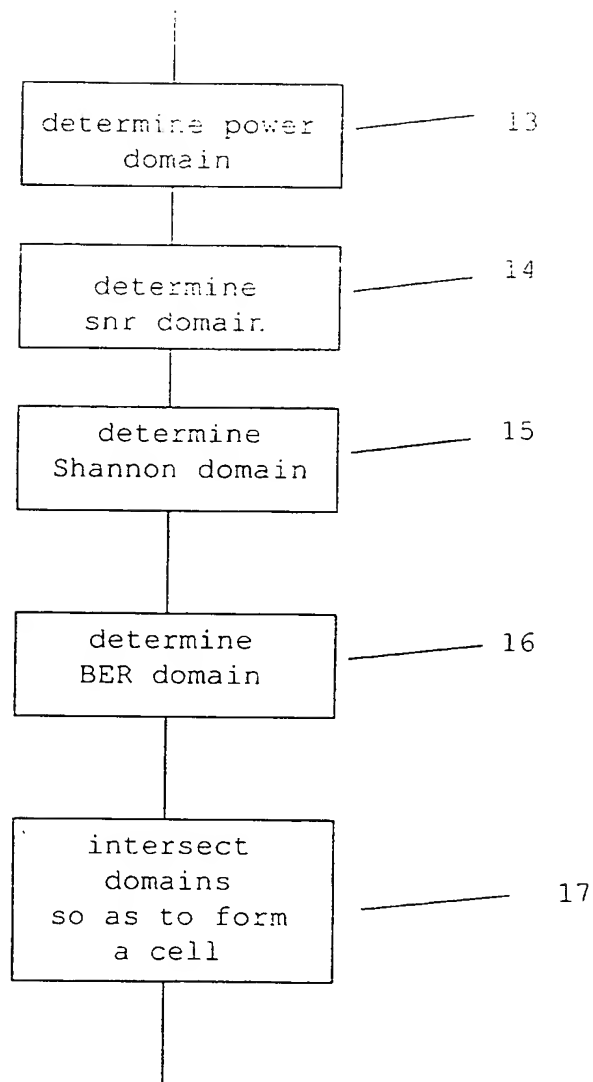 determine power
domain
13
determine
snr domain
14
determine
Shannon domain
15
determine
BER domain
16
intersect
domains
so as to form
a cell
17